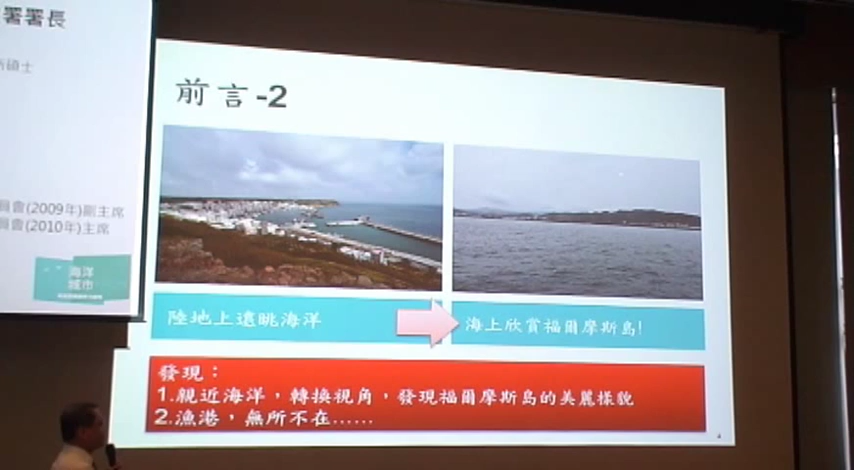 署署長
碩士
員會(2009年)副主席
員會(2010年)主席
海洋
城市
前言-2
陸地上遠眺海洋
海上欣賞福爾摩斯島!
發現：
1.親近海洋，轉換視角，發現福爾摩斯島的美麗樣貌
2.漁港，無所不在……
4